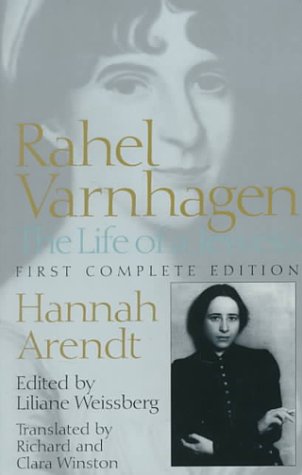 Rahel
Varnhagen
The Life of a Jewess
FIRST COMPLETE EDITION
Hannah
Arendt
Edited by
Liliane Weissberg
Translated by
Richard and
Clara Winston